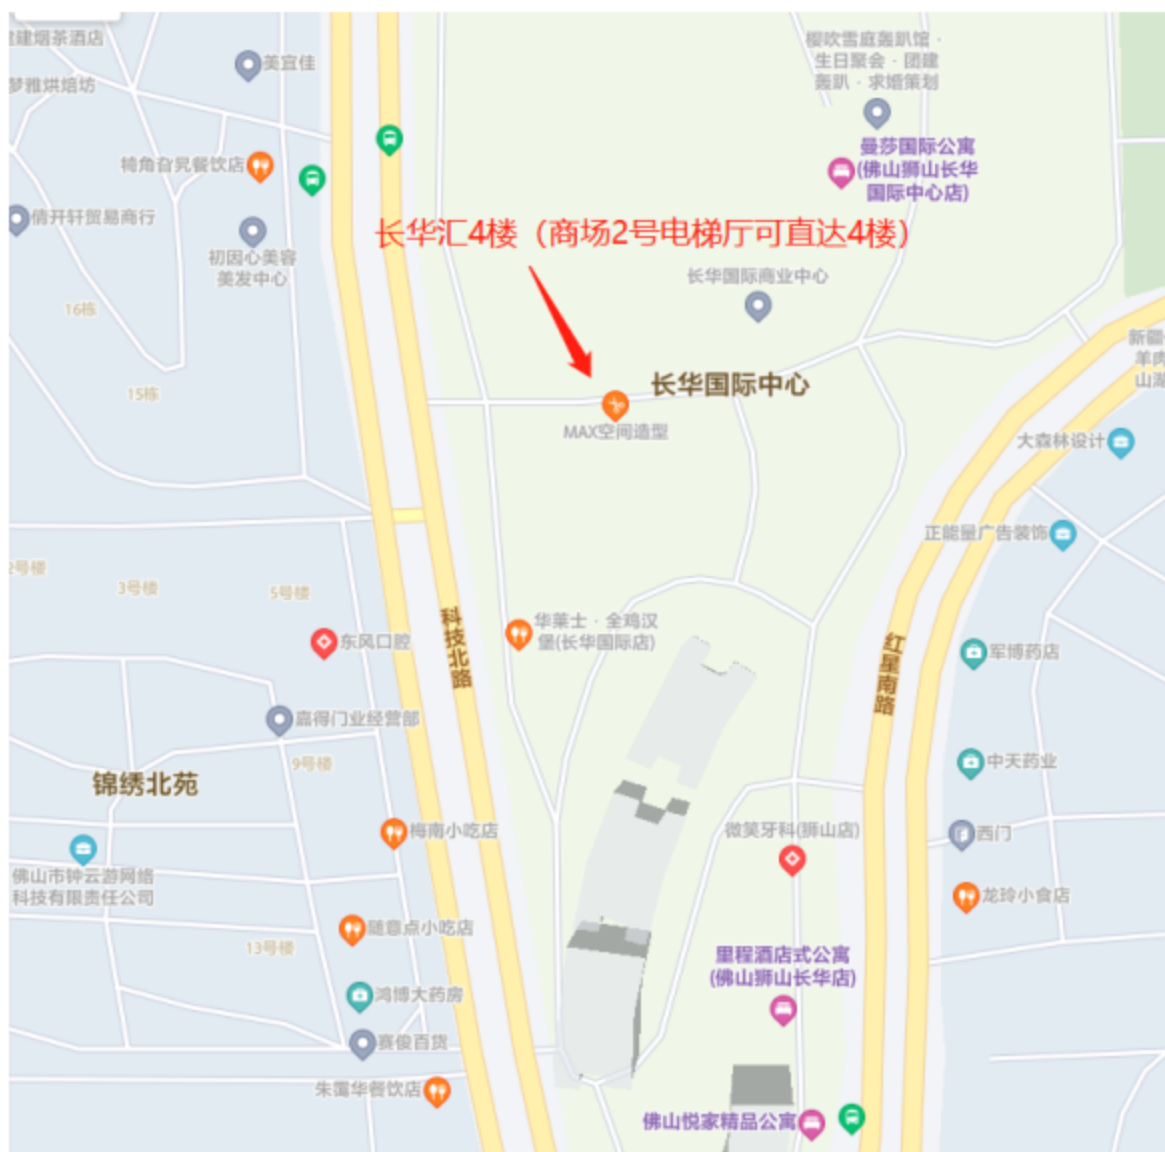 建烟茶酒店
美宜佳
梦雅烘焙坊
樱吹雪庭轰趴馆·
生日聚会·团建
轰趴·求婚策划
曼莎国际公寓
(佛山狮山长华
国际中心店)
犄角旮旯餐饮店
倩开轩贸易商行
初因心美容
美发中心
长华汇4楼（商场2号电梯厅可直达4楼）
长华国际商业中心
16栋
15栋
新疆
羊肉
山湖
长华国际中心
MAX空间造型
大森林设计
正能量广告装饰
2号楼
3号楼
5号楼
东风口腔
科技北路
华莱士·全鸡汉
堡(长华国际店)
红星南路
军博药店
嘉得门业经营部
9号楼
锦绣北苑
中天药业
梅南小吃店
微笑牙科(狮山店)
西门
佛山市钟云游网络
科技有限责任公司
龙玲小食店
随意点小吃店
13号楼
里程酒店式公寓
(佛山狮山长华店)
鸿博大药房
赛俊百货
朱霭华餐饮店
佛山悦家精品公寓